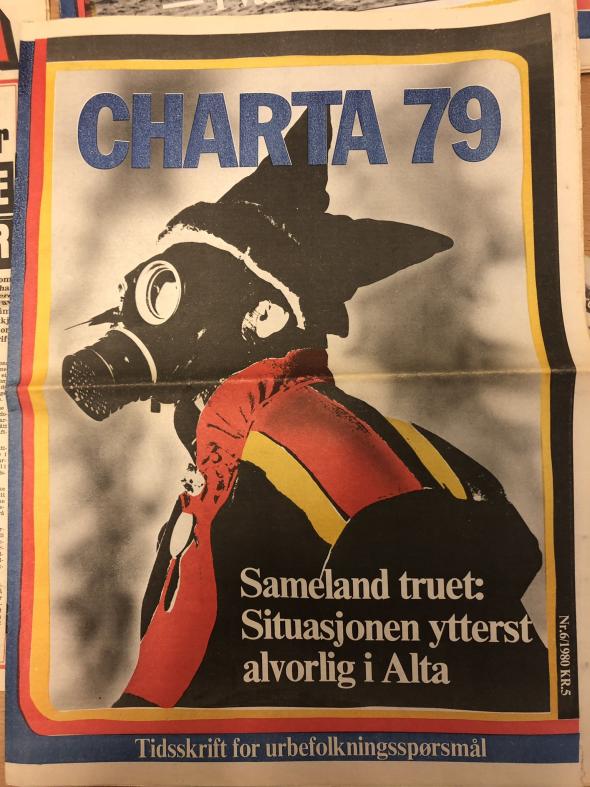 CHARTA 79
Sameland truet:
Situasjonen ytterst
alvorlig i Alta
Nr.6/1980 KR.5
Tidsskrift for urbefolkningsspørsmål